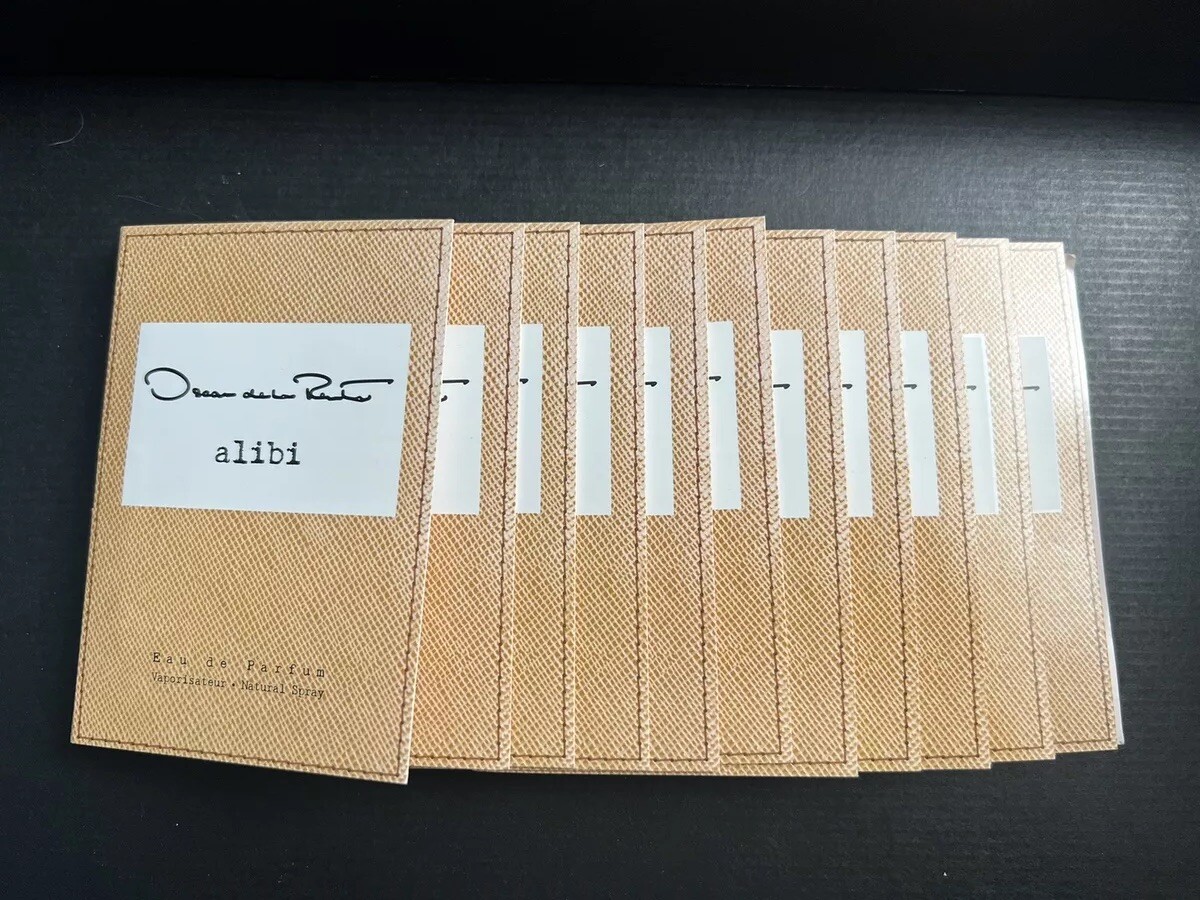 Oscar de la Renta
alibi
Eau de Parfum
Vaporisateur • Natural Spray